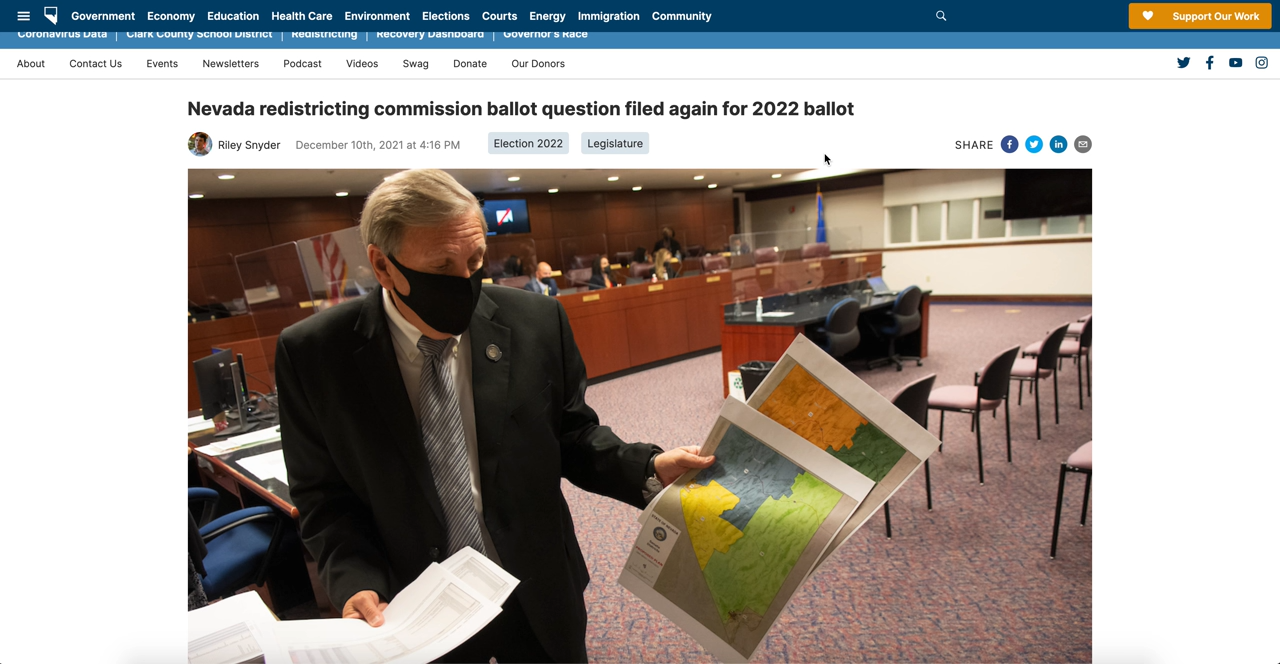 Government Economy Education Health Care Environment Elections Courts Energy Immigration Community Support Our Work
Coronavirus Data Clark County School District Redistricting Recovery Dashboard Governor's Race
About Contact Us Events Newsletters Podcast Videos Swag Donate Our Donors
Nevada redistricting commission ballot question filed again for 2022 ballot
Riley Snyder December 10th, 2021 at 4:16 PM Election 2022 Legislature SHARE